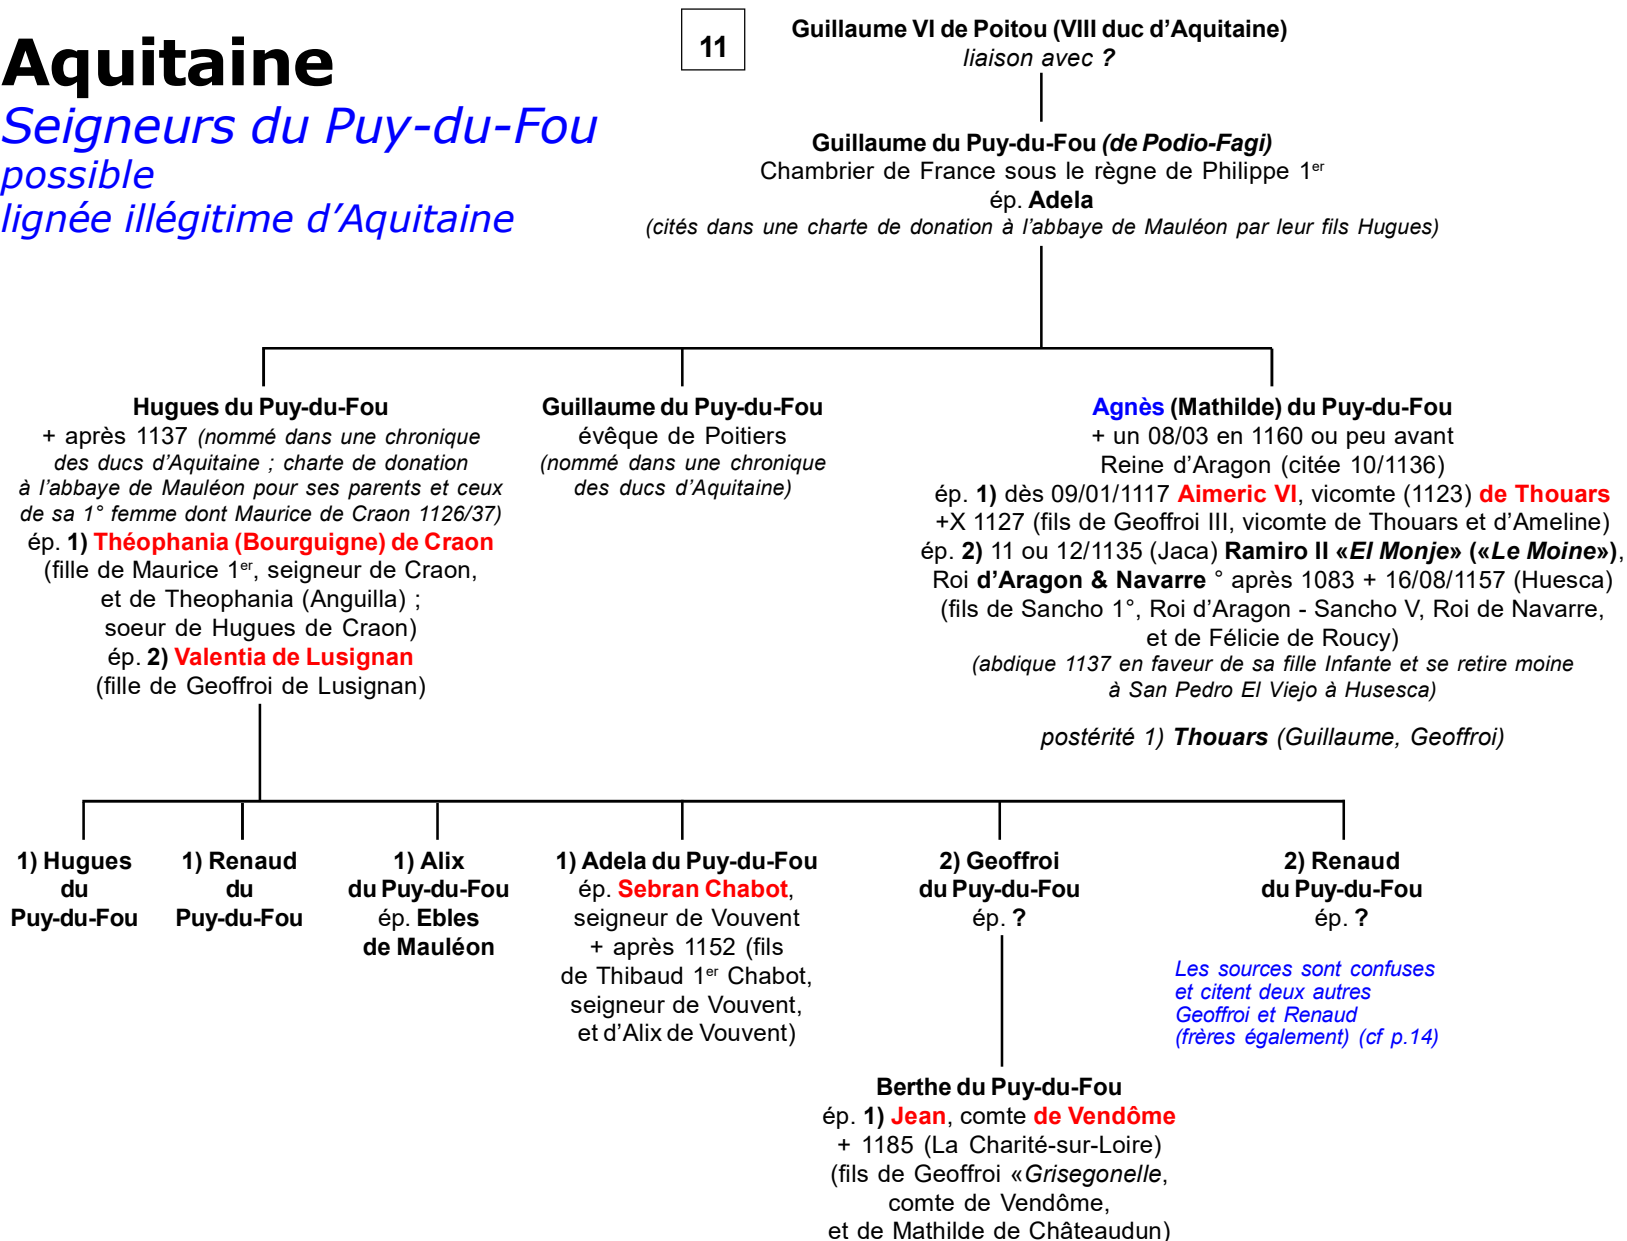 Aquitaine
Seigneurs du Puy-du-Fou
possible
lignée illégitime d’Aquitaine
11
Guillaume VI de Poitou (VIII duc d’Aquitaine)
liaison avec ?
Guillaume du Puy-du-Fou (de Podio-Fagi)
Chambrier de France sous le règne de Philippe 1er
ép. Adela
(cités dans une charte de donation à l’abbaye de Mauléon par leur fils Hugues)
Hugues du Puy-du-Fou
+ après 1137 (nommé dans une chronique
des ducs d’Aquitaine ; charte de donation
à l’abbaye de Mauléon pour ses parents et ceux
de sa 1° femme dont Maurice de Craon 1126/37)
ép. 1) Théophania (Bourguigne) de Craon
(fille de Maurice 1er, seigneur de Craon,
et de Theophania (Anguilla) ;
soeur de Hugues de Craon)
ép. 2) Valentia de Lusignan
(fille de Geoffroi de Lusignan)
Guillaume du Puy-du-Fou
évêque de Poitiers
(nommé dans une chronique
des ducs d’Aquitaine)
Agnès (Mathilde) du Puy-du-Fou
+ un 08/03 en 1160 ou peu avant
Reine d’Aragon (citée 10/1136)
ép. 1) dès 09/01/1117 Aimeric VI, vicomte (1123) de Thouars
+X 1127 (fils de Geoffroi III, vicomte de Thouars et d’Ameline)
ép. 2) 11 ou 12/1135 (Jaca) Ramiro II «El Monje» («Le Moine»),
Roi d’Aragon & Navarre ° après 1083 + 16/08/1157 (Huesca)
(fils de Sancho 1°, Roi d’Aragon - Sancho V, Roi de Navarre,
et de Félicie de Roucy)
(abdique 1137 en faveur de sa fille Infante et se retire moine
à San Pedro El Viejo à Husesca)
postérité 1) Thouars (Guillaume, Geoffroi)
1) Hugues
du
Puy-du-Fou
1) Renaud
du
Puy-du-Fou
1) Alix
du Puy-du-Fou
ép. Ebles
de Mauléon
1) Adela du Puy-du-Fou
ép. Sebran Chabot,
seigneur de Vouvent
+ après 1152 (fils
de Thibaud 1er Chabot,
seigneur de Vouvent,
et d’Alix de Vouvent)
2) Geoffroi
du Puy-du-Fou
ép. ?
2) Renaud
du Puy-du-Fou
ép. ?
Les sources sont confuses
et citent deux autres
Geoffroi et Renaud
(frères également) (cf p.14)
Berthe du Puy-du-Fou
ép. 1) Jean, comte de Vendôme
+ 1185 (La Charité-sur-Loire)
(fils de Geoffroi «Grisegonelle,
comte de Vendôme,
et de Mathilde de Châteaudun)